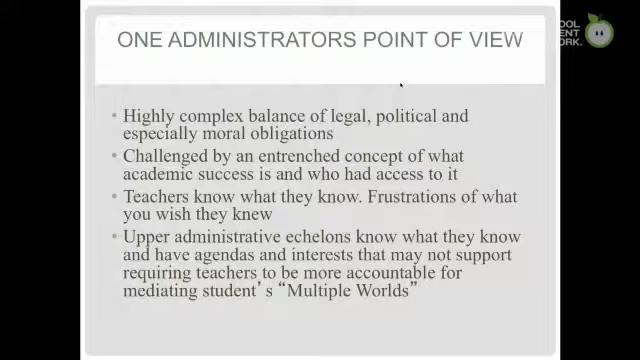 ONE ADMINISTRATORS POINT OF VIEW
• Highly complex balance of legal, political and
especially moral obligations
• Challenged by an entrenched concept of what
academic success is and who had access to it
• Teachers know what they know. Frustrations of what
you wish they knew
• Upper administrative echelons know what they know
and have agendas and interests that may not support
requiring teachers to be more accountable for
mediating student's “Multiple Worlds”